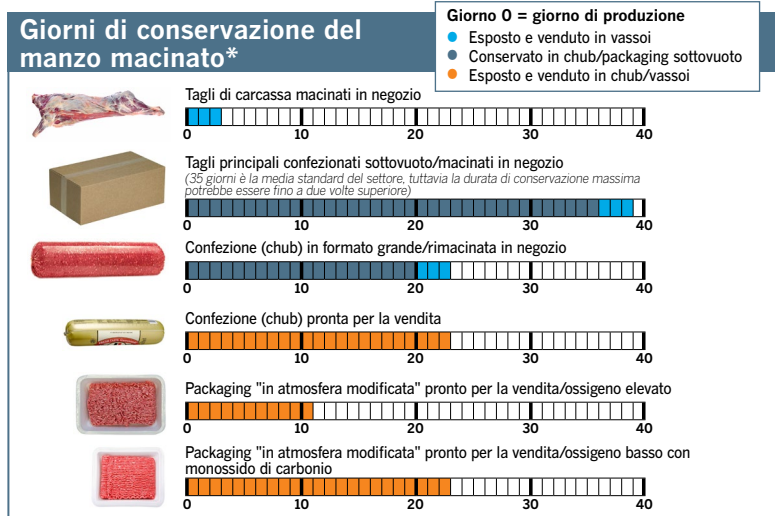 Giorni di conservazione del
manzo macinato*
Giorno 0 = giorno di produzione
Esposto e venduto in vassoi
Conservato in chub/packaging sottovuoto
Esposto e venduto in chub/vassoi
Tagli di carcassa macinati in negozio
0 10 20 30 40
Tagli principali confezionati sottovuoto/macinati in negozio
(35 giorni è la media standard del settore, tuttavia la durata di conservazione massima
potrebbe essere fino a due volte superiore)
0 10 20 30 40
Confezione (chub) in formato grande/rimacinata in negozio
0 10 20 30 40
Confezione (chub) pronta per la vendita
0 10 20 30 40
Packaging "in atmosfera modificata" pronto per la vendita/ossigeno elevato
0 10 20 30 40
Packaging "in atmosfera modificata" pronto per la vendita/ossigeno basso con
monossido di carbonio
0 10 20 30 40